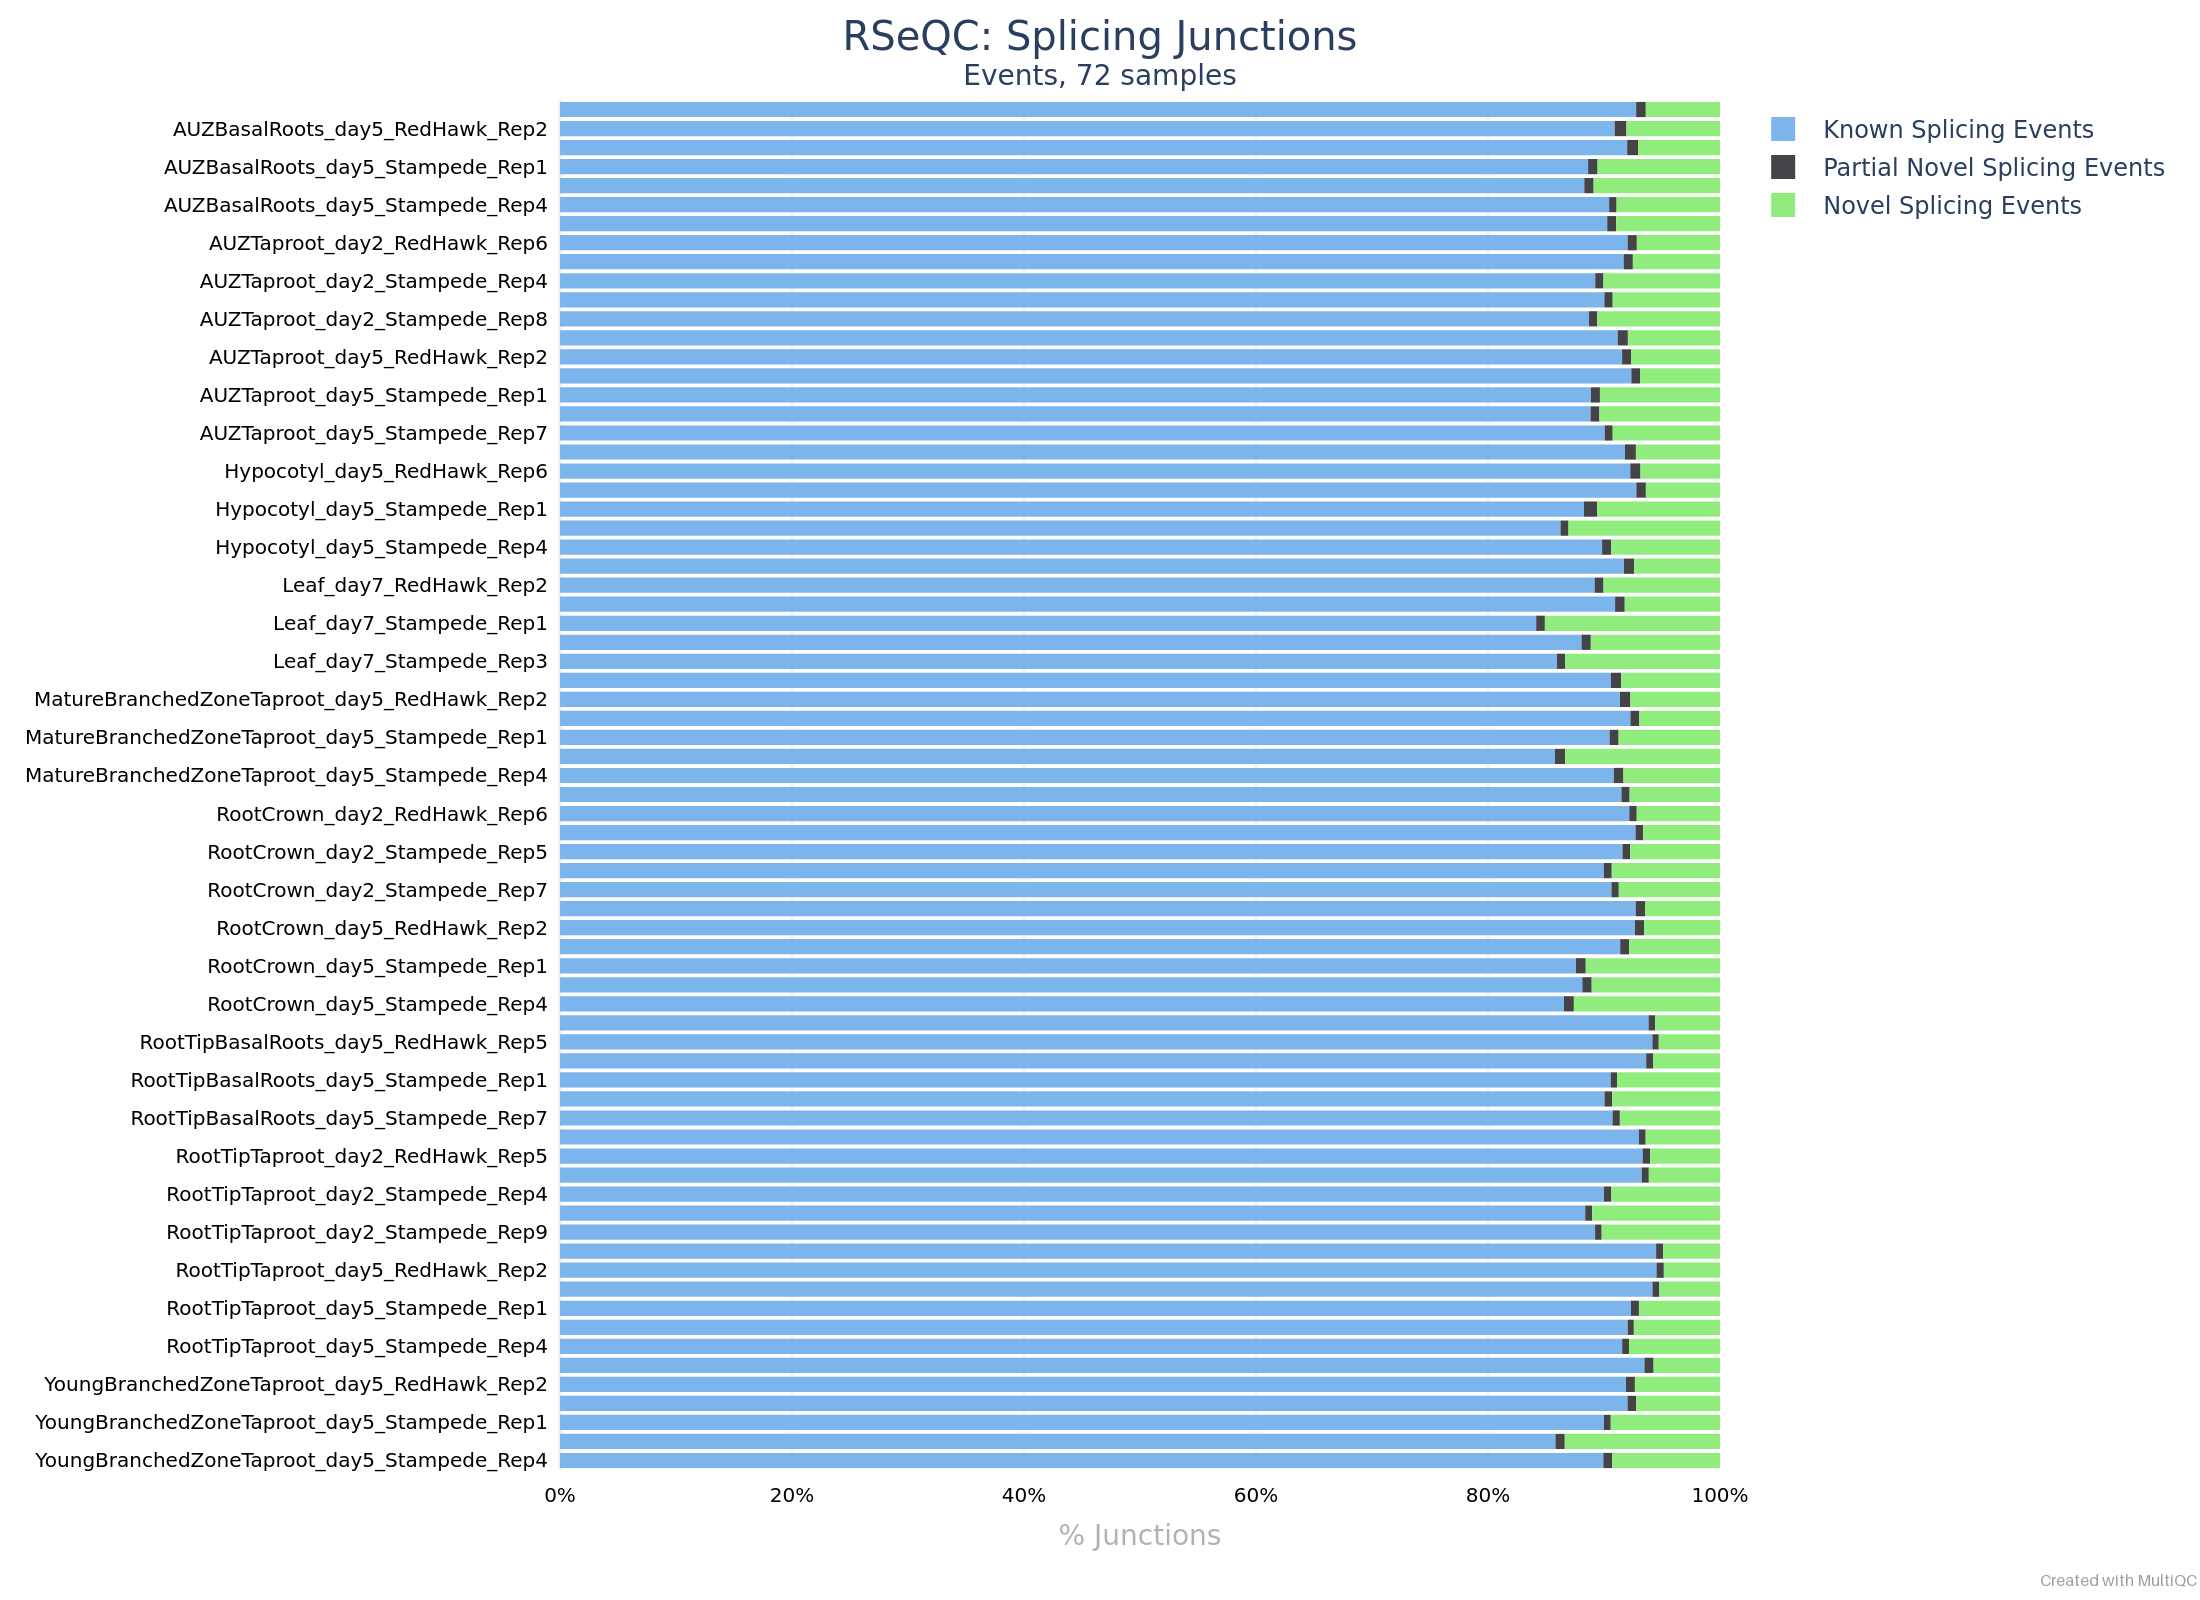 RSeQC: Splicing Junctions
Events, 72 samples
Known Splicing Events
Partial Novel Splicing Events
Novel Splicing Events
AUZBasalRoots_day5_RedHawk_Rep2
AUZBasalRoots_day5_Stampede_Rep1
AUZBasalRoots_day5_Stampede_Rep4
AUZTaproot_day2_RedHawk_Rep6
AUZTaproot_day2_Stampede_Rep4
AUZTaproot_day2_Stampede_Rep8
AUZTaproot_day5_RedHawk_Rep2
AUZTaproot_day5_Stampede_Rep1
AUZTaproot_day5_Stampede_Rep7
Hypocotyl_day5_RedHawk_Rep6
Hypocotyl_day5_Stampede_Rep1
Hypocotyl_day5_Stampede_Rep4
Leaf_day7_RedHawk_Rep2
Leaf_day7_Stampede_Rep1
Leaf_day7_Stampede_Rep3
MatureBranchedZoneTaproot_day5_RedHawk_Rep2
MatureBranchedZoneTaproot_day5_Stampede_Rep1
MatureBranchedZoneTaproot_day5_Stampede_Rep4
RootCrown_day2_RedHawk_Rep6
RootCrown_day2_Stampede_Rep5
RootCrown_day2_Stampede_Rep7
RootCrown_day5_RedHawk_Rep2
RootCrown_day5_Stampede_Rep1
RootCrown_day5_Stampede_Rep4
RootTipBasalRoots_day5_RedHawk_Rep5
RootTipBasalRoots_day5_Stampede_Rep1
RootTipBasalRoots_day5_Stampede_Rep7
RootTipTaproot_day2_RedHawk_Rep5
RootTipTaproot_day2_Stampede_Rep4
RootTipTaproot_day2_Stampede_Rep9
RootTipTaproot_day5_RedHawk_Rep2
RootTipTaproot_day5_Stampede_Rep1
RootTipTaproot_day5_Stampede_Rep4
YoungBranchedZoneTaproot_day5_RedHawk_Rep2
YoungBranchedZoneTaproot_day5_Stampede_Rep1
YoungBranchedZoneTaproot_day5_Stampede_Rep4
0% 20% 40% 60% 80% 100%
% Junctions
Created with MultiQC